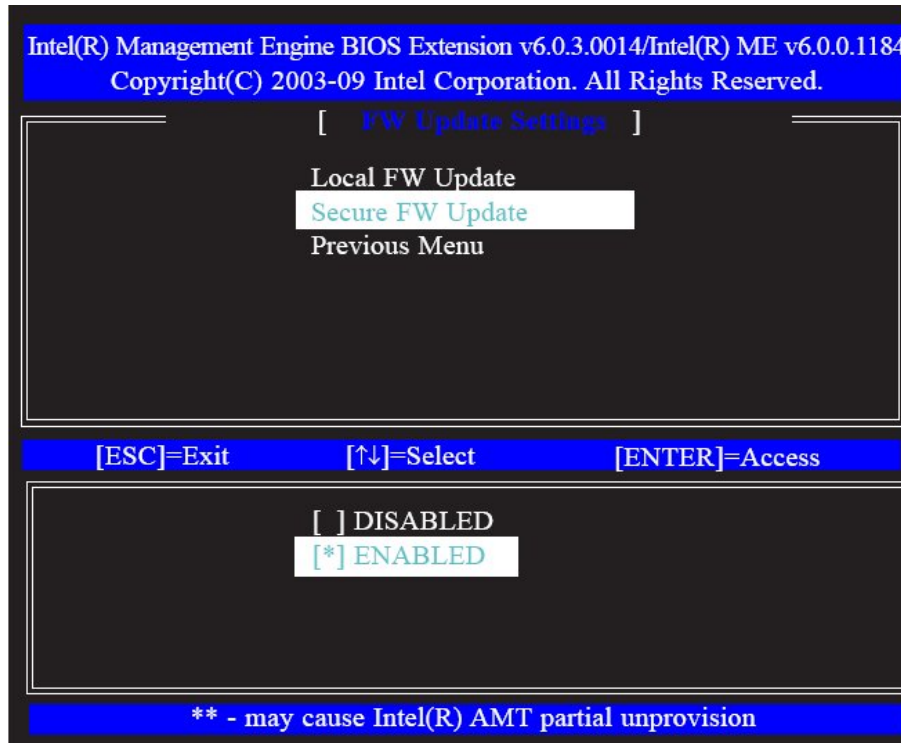 Intel(R) Management Engine BIOS Extension v6.0.3.0014/Intel(R) ME v6.0.0.1184
Copyright(C) 2003-09 Intel Corporation. All Rights Reserved.
[ FW Update Settings ]
Local FW Update
Secure FW Update
Previous Menu
[ESC]=Exit [↑↓]=Select [ENTER]=Access
[ ] DISABLED
[*] ENABLED
** - may cause Intel(R) AMT partial unprovision